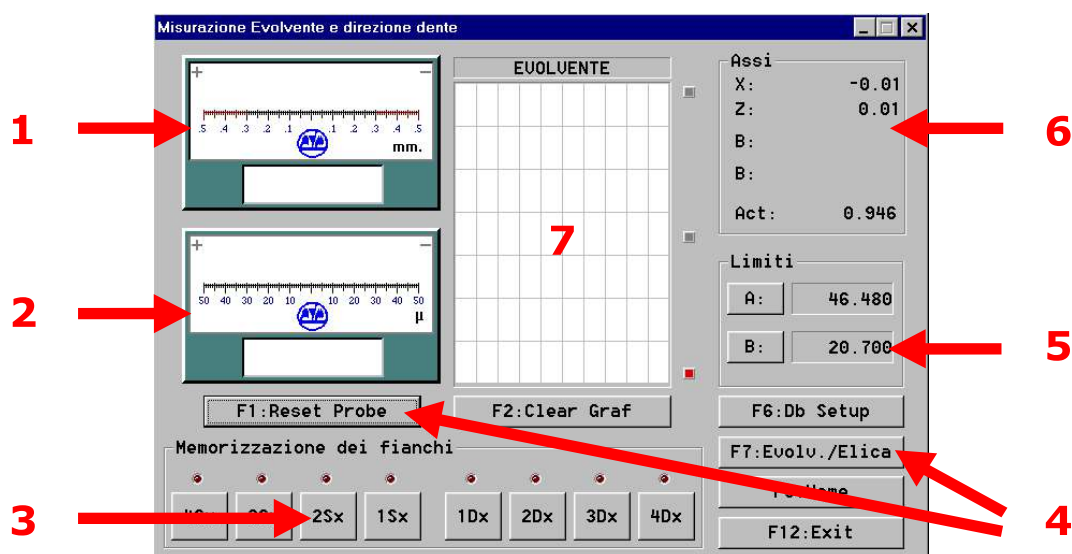 Misurazione Evolvente e direzione dente
+ −
.5 .4 .3 .2 .1 .1 .2 .3 .4 .5
mm.
+ −
50 40 30 20 10 10 20 30 40 50
µ
EVOLVENTE
7
Assi
X: -0.01
Z: 0.01
B:
B:
Act: 0.946
Limiti
A: 46.480
B: 20.700
F1:Reset Probe
F2:Clear Graf
F6:Db Setup
F7:Evolv./Elica
F12:Exit
Memorizzazione dei fianchi
2Sx 1Sx 1Dx 2Dx 3Dx 4Dx
1
2
3
6
5
4